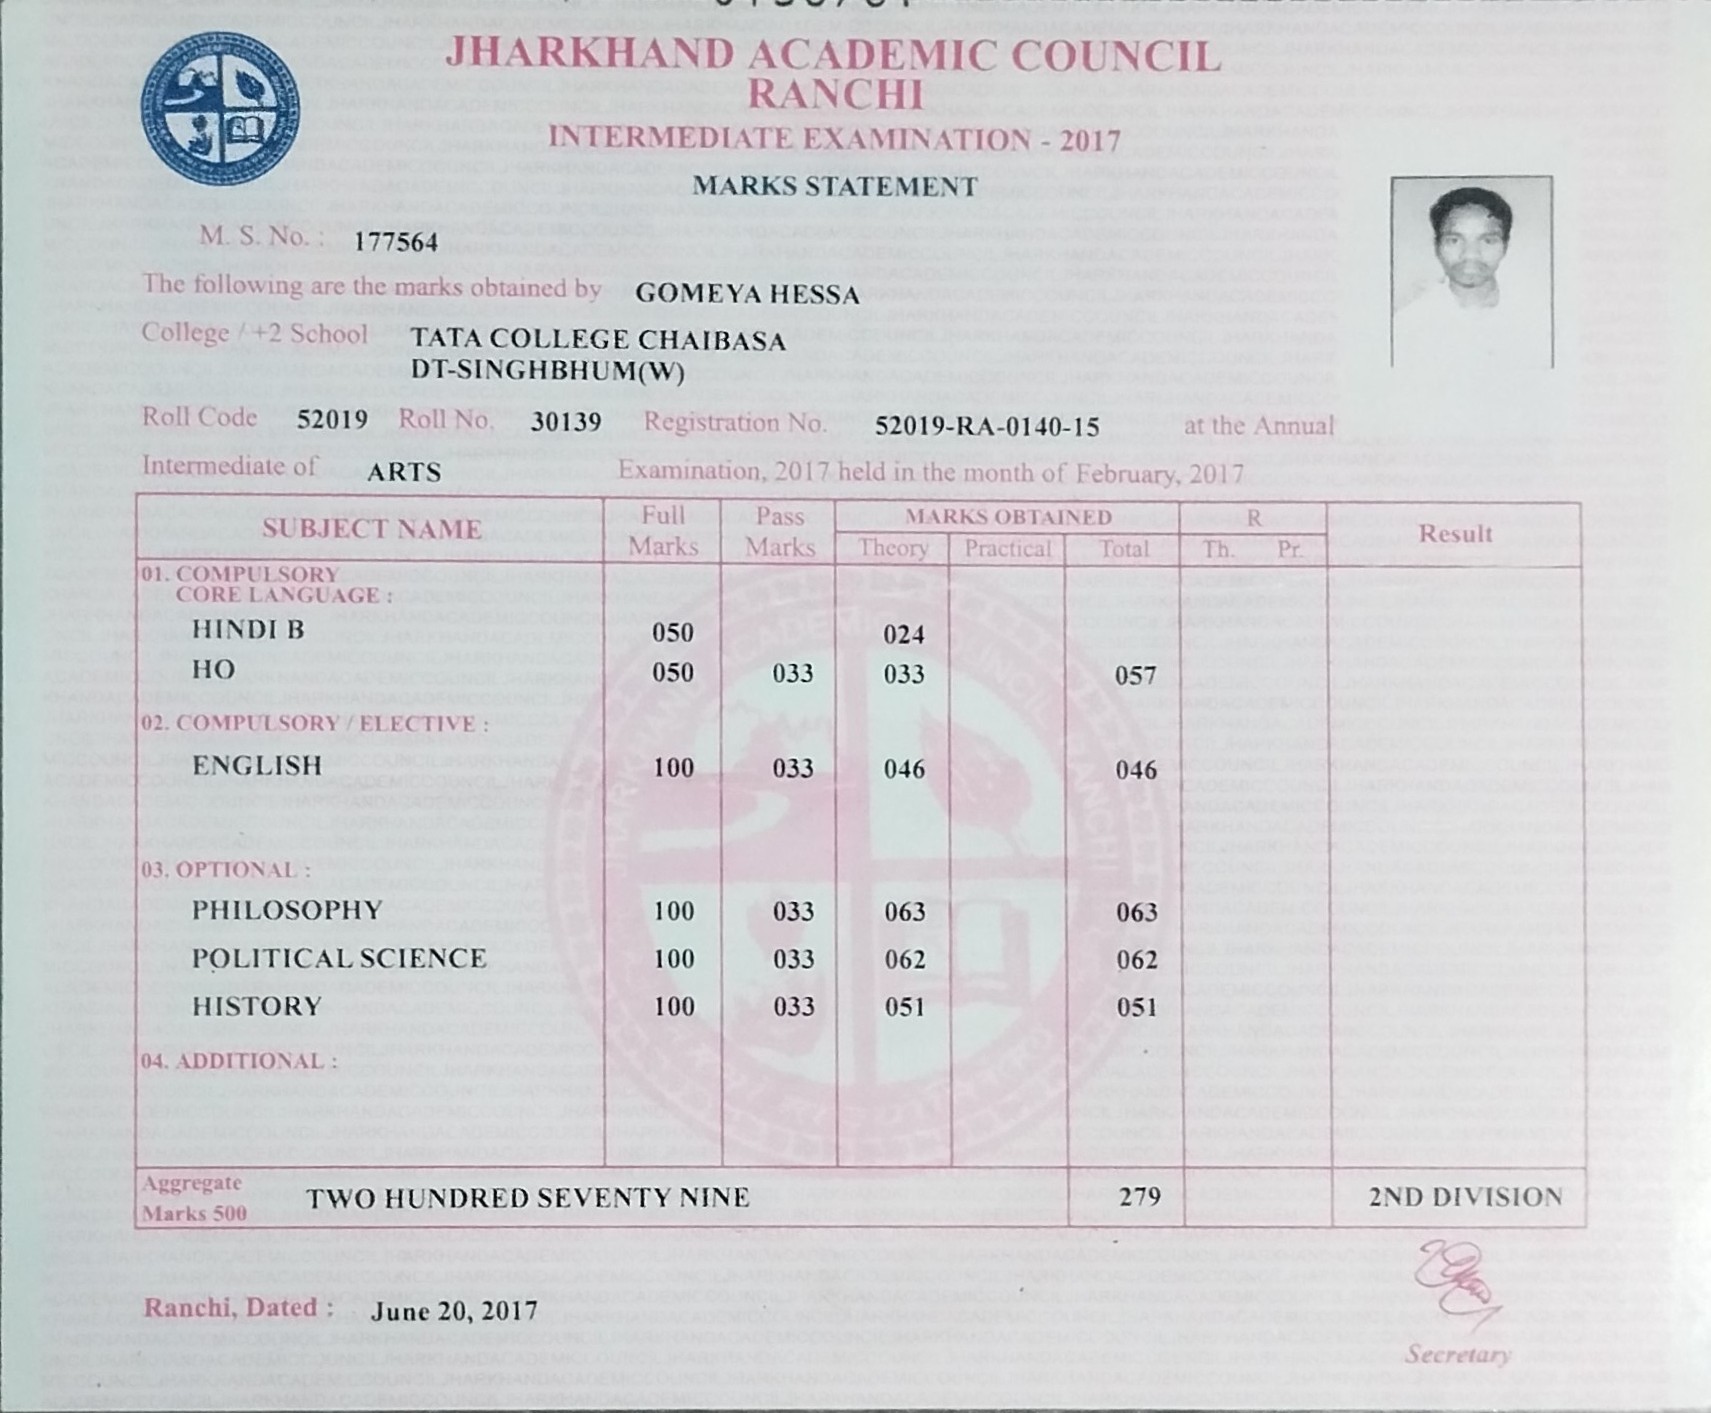 JHARKHAND ACADEMIC COUNCIL
RANCHI
INTERMEDIATE EXAMINATION - 2017
MARKS STATEMENT
M. S. No. : 177564
The following are the marks obtained by GOMEYA HESSA
College / +2 School TATA COLLEGE CHAIBASA
DT-SINGHBHUM(W)
Roll Code 52019 Roll No. 30139 Registration No. 52019-RA-0140-15 at the Annual
Intermediate of ARTS Examination, 2017 held in the month of February, 2017
SUBJECT NAME Full Marks Pass Marks MARKS OBTAINED R Result
Theory Practical Total Th. Pr.
01. COMPULSORY
CORE LANGUAGE :
HINDI B 050 024
HO 050 033 033 057
02. COMPULSORY / ELECTIVE :
ENGLISH 100 033 046 046
03. OPTIONAL :
PHILOSOPHY 100 033 063 063
POLITICAL SCIENCE 100 033 062 062
HISTORY 100 033 051 051
04. ADDITIONAL :
Aggregate
Marks 500 TWO HUNDRED SEVENTY NINE 279 2ND DIVISION
Ranchi, Dated : June 20, 2017
Secretary